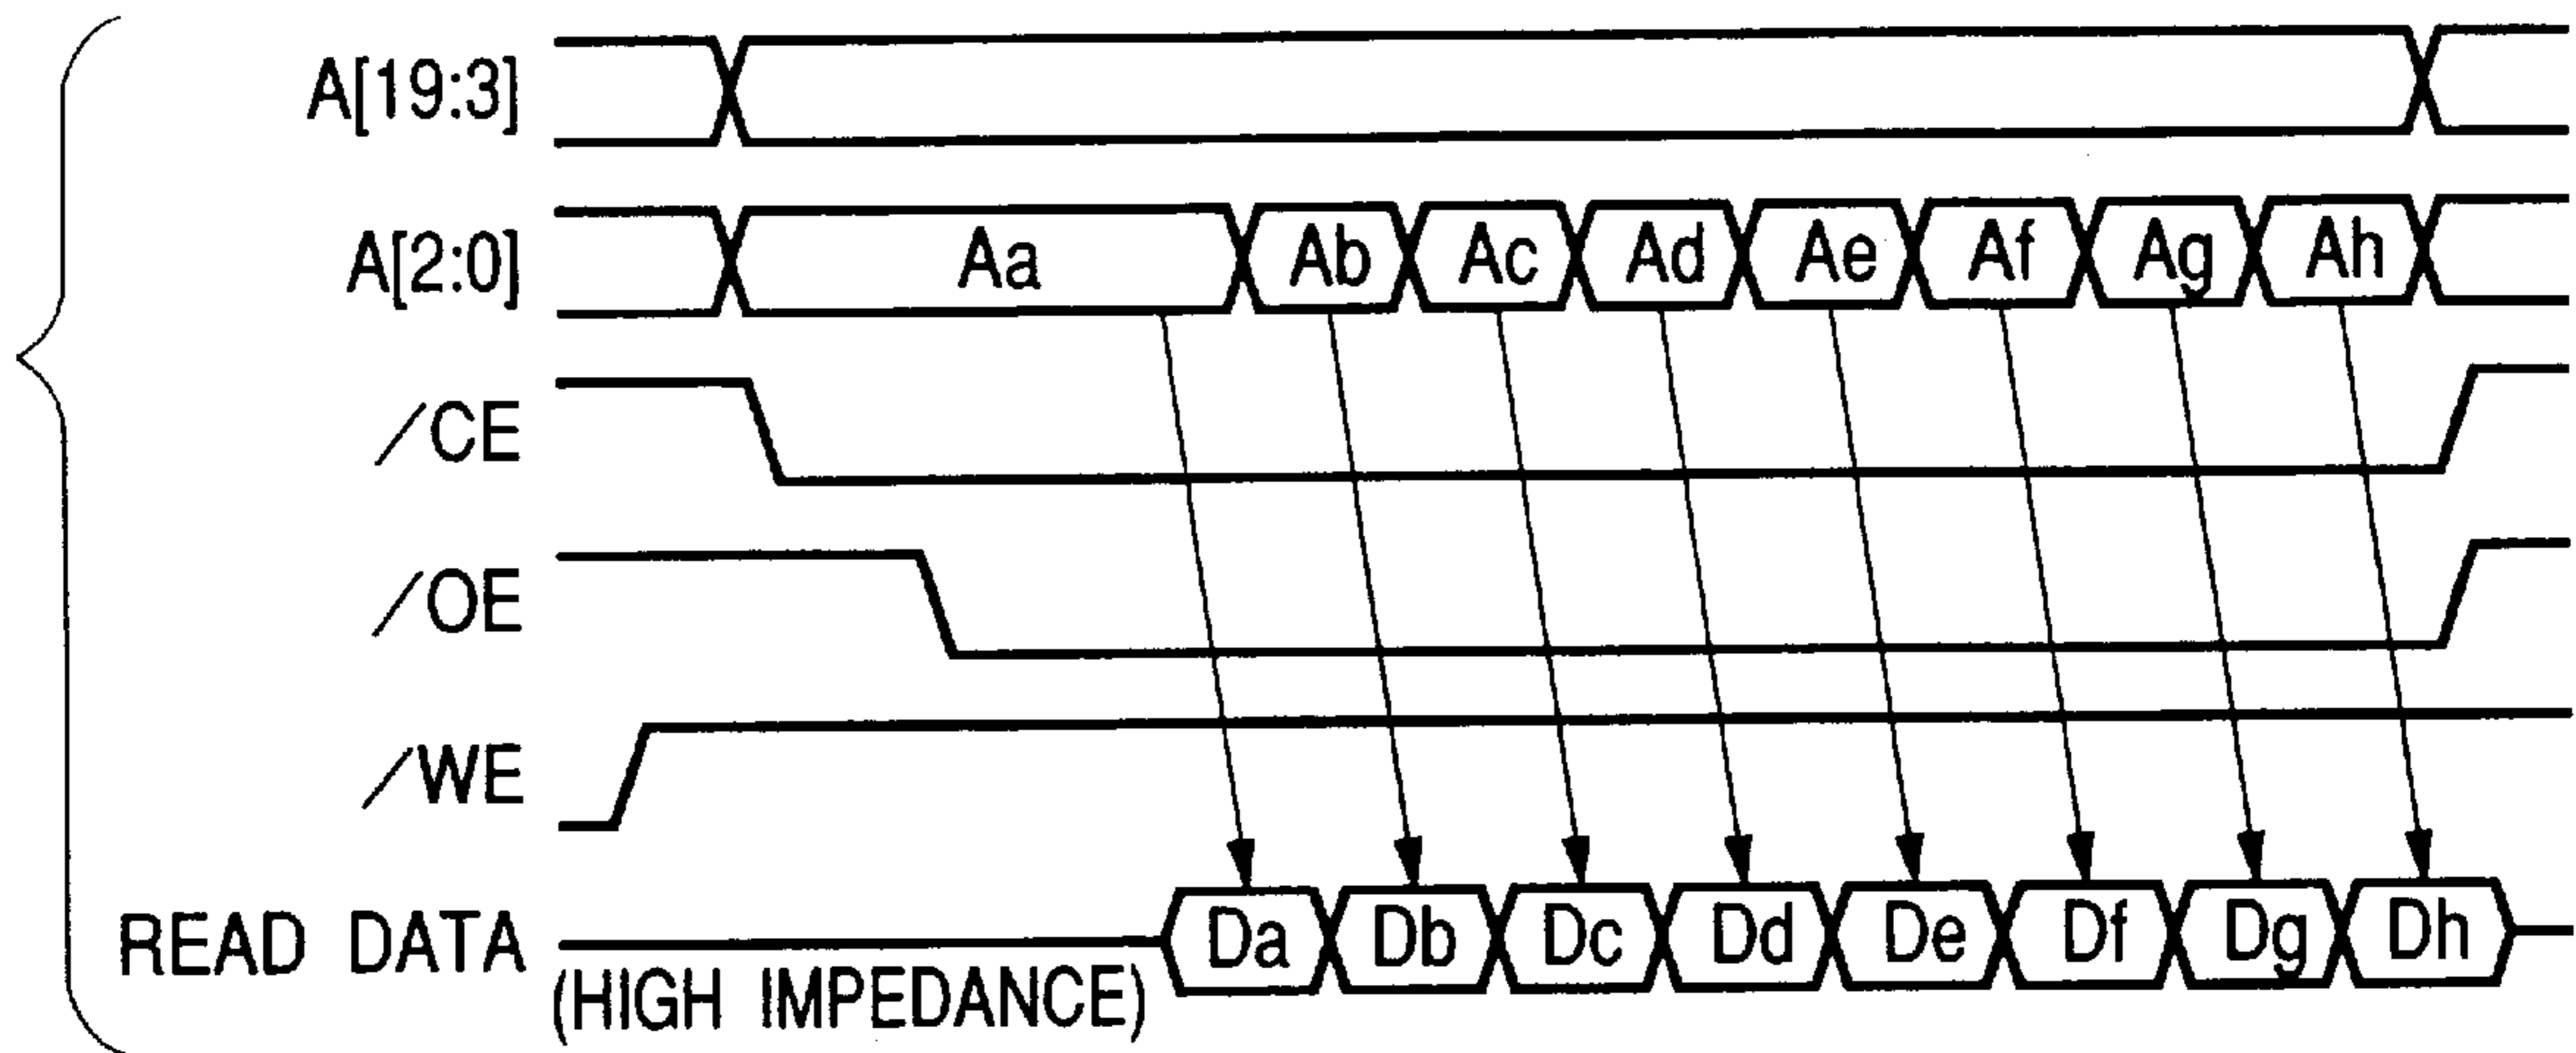 A[19:3]
A[2:0] Aa Ab Ac Ad Ae Af Ag Ah
/CE
/OE
/WE
READ DATA Da Db Dc Dd De Df Dg Dh
(HIGH IMPEDANCE)